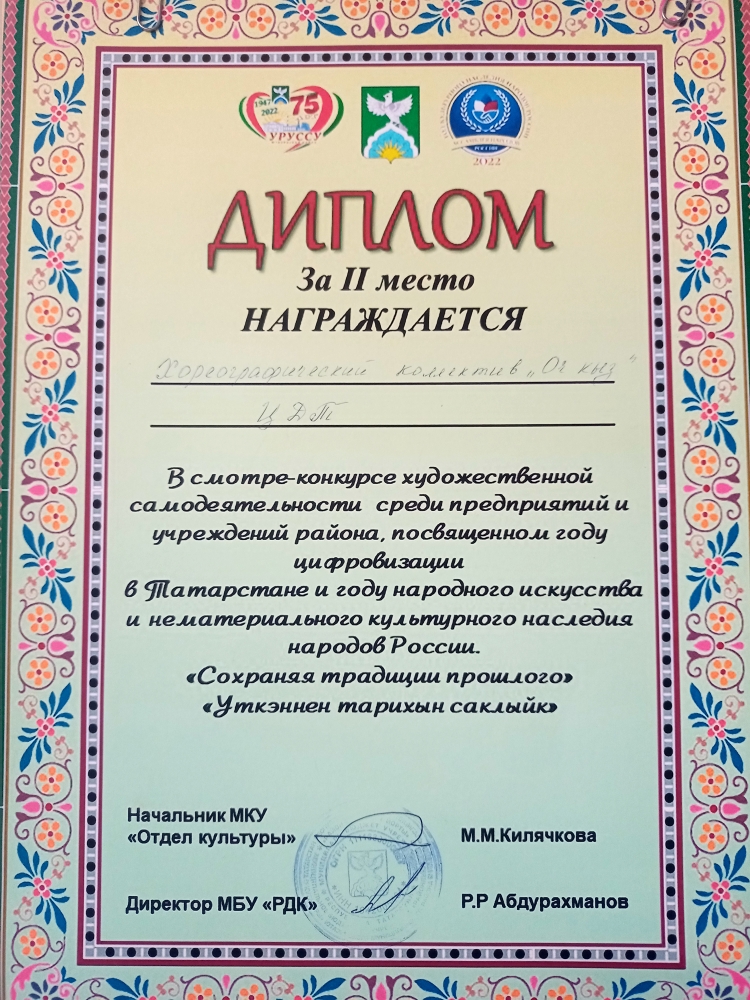 1947
2022
75
УРУССУ
РОССИИ
2022
ДИПЛОМ
За II место
НАГРАЖДАЕТСЯ
Хореографический коллектив „Оч кыз"
ЦДТ
В смотре-конкурсе художественной
самодеятельности среди предприятий и
учреждений района, посвященном году
цифровизации
в Татарстане и году народного искусства
и нематериального культурного наследия
народов России.
«Сохраняя традиции прошлого»
«Уткэннен тарихын саклыйк»
Начальник МКУ
«Отдел культуры» М.М.Килячкова
Директор МБУ «РДК» Р.Р Абдурахманов